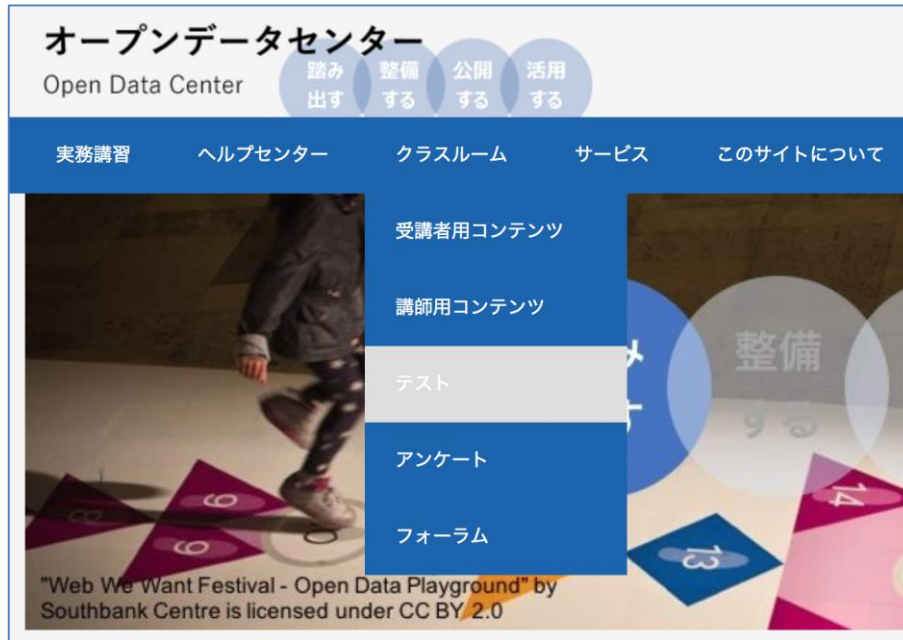 オープンデータセンター
Open Data Center
踏み
出す
整備
する
公開
する
活用
する
実務講習
ヘルプセンター
クラスルーム
サービス
このサイトについて
受講者用コンテンツ
講師用コンテンツ
テスト
アンケート
フォーラム
み
す
整備
する
8
9
9
0
13
14
"Web We Want Festival - Open Data Playground" by
Southbank Centre is licensed under CC BY 2.0